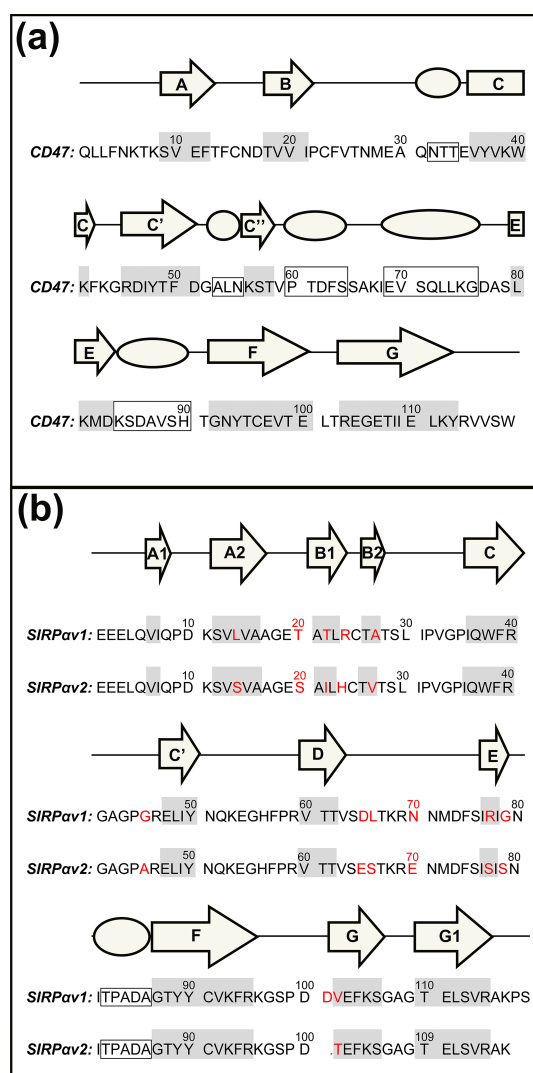 (a)
A B C
10 20 30 40
CD47: QLLFNKTKSV EFTFCNDTVV IPCFVTNMEA QNTTEVYVKW
C C' C'' E
50 60 70 80
CD47: KFKGRDIYTF DGALNKSTVP TDFSSAKIEV SQLLKGDASL
E F G
90 100 110
CD47: KMDKSDAVSH TGNYTCEVTE LTREGETIIE LKYRVVSW
(b)
A1 A2 B1 B2 C
10 20 30 40
SIRPαv1: EEELQVIQPD KSVLVAAGET ATLRCTATSL IPVGPIQWFR
10 20 30 40
SIRPαv2: EEELQVIQPD KSVSVAAGES AILHCTVTSL IPVGPIQWFR
C' D E
50 60 70 80
SIRPαv1: GAGPGRELIY NQKEGHFPRV TTVSDLTKRN NMDFSIRIGN
50 60 70 80
SIRPαv2: GAGPARELIY NQKEGHFPRV TTVSESTKRE NMDFSISISN
F G G1
90 100 110
SIRPαv1: ITPADAGTYY CVKFRKGSPD DVEFKSGAGT ELSVRAKPS
90 100 109
SIRPαv2: ITPADAGTYY CVKFRKGSPD .TEFKSGAGT ELSVRAK